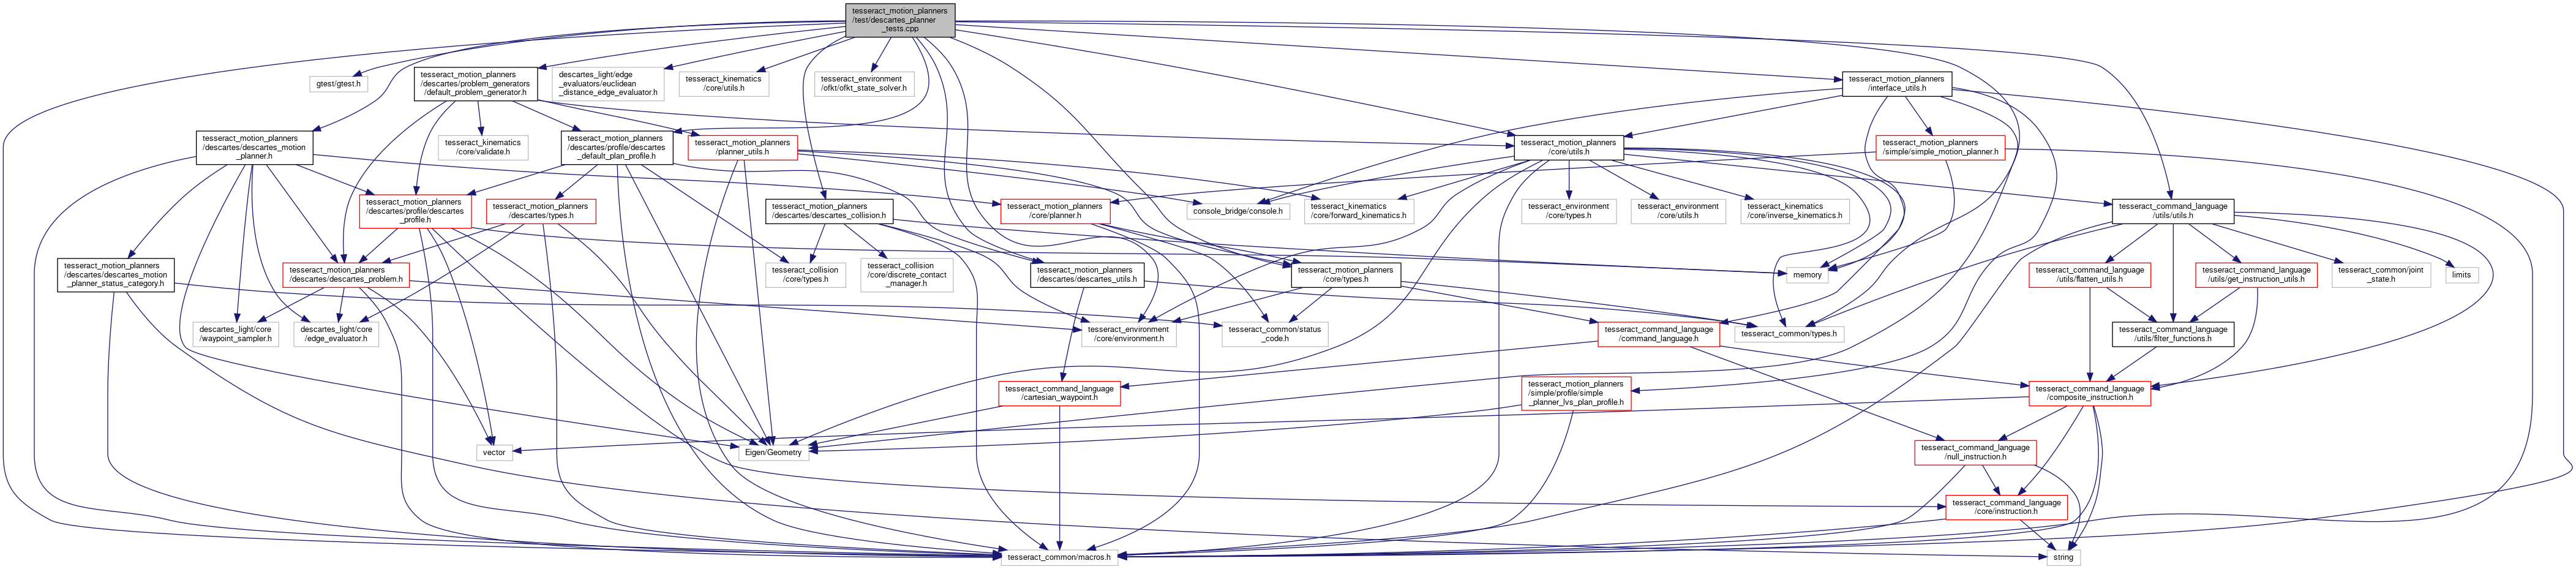 tesseract_motion_planners
/test/descartes_planner
_tests.cpp
gtest/gtest.h
tesseract_motion_planners
/descartes/problem_generators
/default_problem_generator.h
descartes_light/edge
_evaluators/euclidean
_distance_edge_evaluator.h
tesseract_kinematics
/core/utils.h
tesseract_environment
/ofkt/ofkt_state_solver.h
tesseract_motion_planners
/interface_utils.h
tesseract_motion_planners
/descartes/descartes_motion
_planner.h
tesseract_kinematics
/core/validate.h
tesseract_motion_planners
/descartes/profile/descartes
_default_plan_profile.h
tesseract_motion_planners
/planner_utils.h
tesseract_motion_planners
/core/utils.h
tesseract_motion_planners
/simple/simple_motion_planner.h
tesseract_motion_planners
/descartes/profile/descartes
_profile.h
tesseract_motion_planners
/descartes/types.h
tesseract_motion_planners
/descartes/descartes_collision.h
tesseract_motion_planners
/core/planner.h
console_bridge/console.h
tesseract_kinematics
/core/forward_kinematics.h
tesseract_environment
/core/types.h
tesseract_environment
/core/utils.h
tesseract_kinematics
/core/inverse_kinematics.h
tesseract_command_language
/utils/utils.h
tesseract_motion_planners
/descartes/descartes_motion
_planner_status_category.h
tesseract_motion_planners
/descartes/descartes_problem.h
tesseract_collision
/core/types.h
tesseract_collision
/core/discrete_contact
_manager.h
tesseract_motion_planners
/descartes/descartes_utils.h
tesseract_motion_planners
/core/types.h
memory
tesseract_command_language
/utils/flatten_utils.h
tesseract_command_language
/utils/get_instruction_utils.h
tesseract_common/joint
_state.h
limits
descartes_light/core
/waypoint_sampler.h
descartes_light/core
/edge_evaluator.h
tesseract_environment
/core/environment.h
tesseract_common/status
_code.h
tesseract_command_language
/command_language.h
tesseract_common/types.h
tesseract_command_language
/utils/filter_functions.h
tesseract_command_language
/cartesian_waypoint.h
tesseract_motion_planners
/simple/profile/simple
_planner_lvs_plan_profile.h
tesseract_command_language
/composite_instruction.h
vector
Eigen/Geometry
tesseract_command_language
/null_instruction.h
tesseract_command_language
/core/instruction.h
tesseract_common/macros.h
string